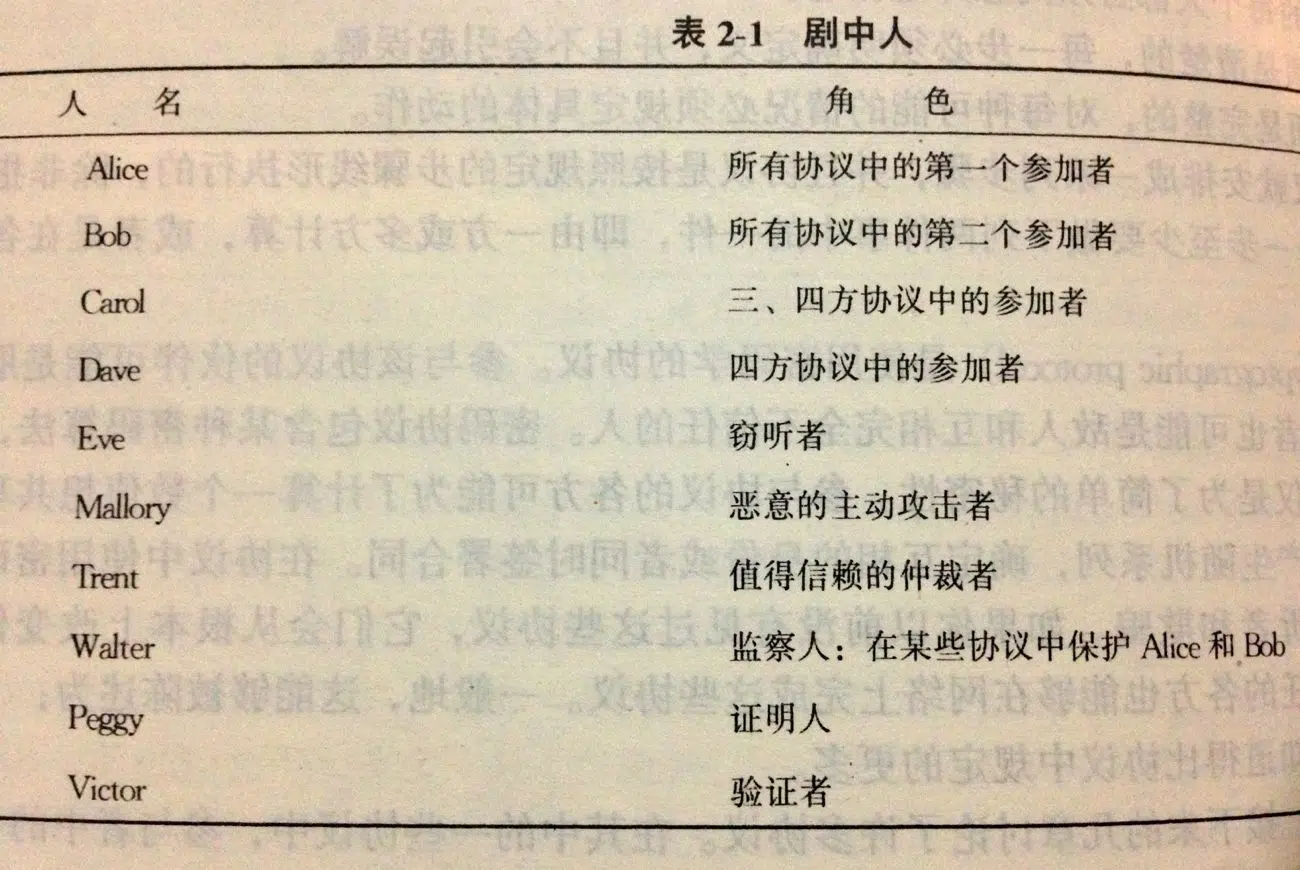 表 2-1 剧中人
人 名 角 色
Alice 所有协议中的第一个参加者
Bob 所有协议中的第二个参加者
Carol 三、四方协议中的参加者
Dave 四方协议中的参加者
Eve 窃听者
Mallory 恶意的主动攻击者
Trent 值得信赖的仲裁者
Walter 监察人：在某些协议中保护 Alice 和 Bob
Peggy 证明人
Victor 验证者